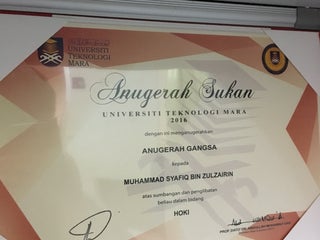 UNIVERSITI
TEKNOLOGI
MARA
Anugerah Sukan
UNIVERSITI TEKNOLOGI MARA
2016
dengan ini menganugerahkan
ANUGERAH GANGSA
kepada
MUHAMMAD SYAFIQ BIN ZULZAIRIN
atas sumbangan dan penglibatan
beliau dalam bidang
HOKI